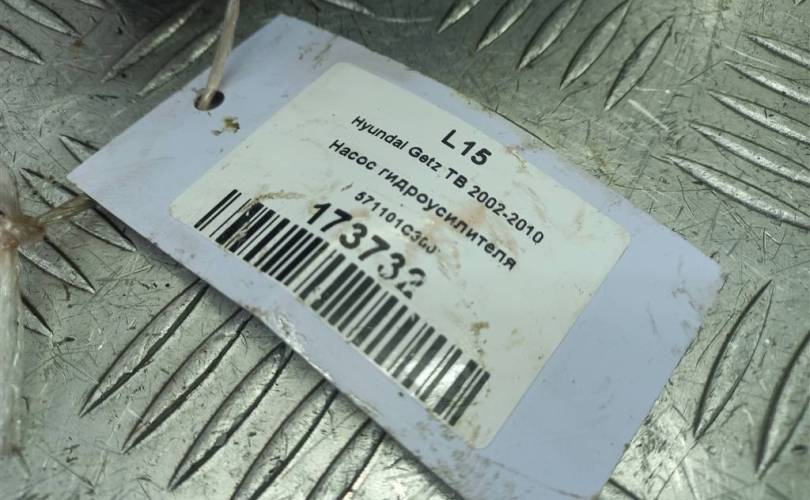 L15
Hyundai Getz TB 2002-2010
Насос гидроусилителя
173732